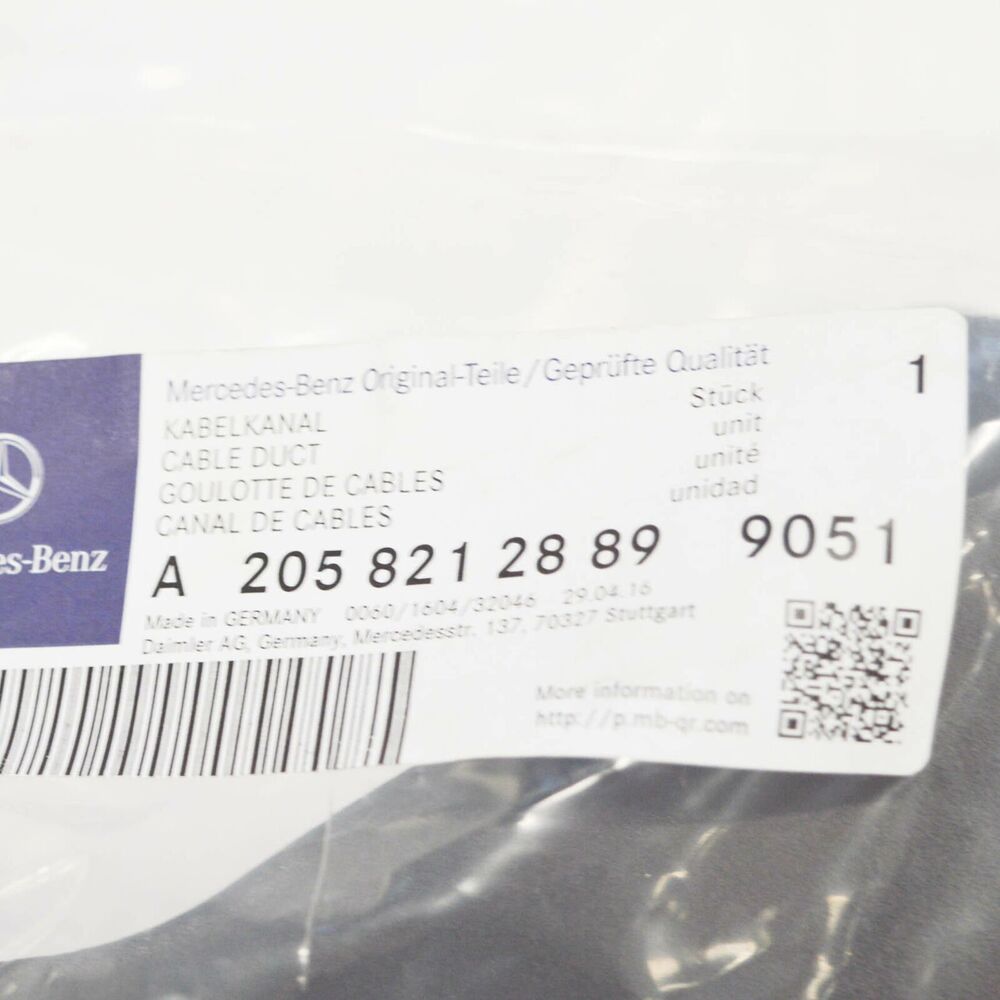 Mercedes-Benz Original-Teile/Geprüfte Qualität
KABELKANAL Stück 1
CABLE DUCT unit
GOULOTTE DE CABLES unité
CANAL DE CABLES unidad
es-Benz
A 205 821 28 89 9051
Made in GERMANY 0060/1604/32046 29.04.16
Daimler AG, Germany, Mercedesstr. 137, 70327 Stuttgart
More information on
http://p.mb-qr.com